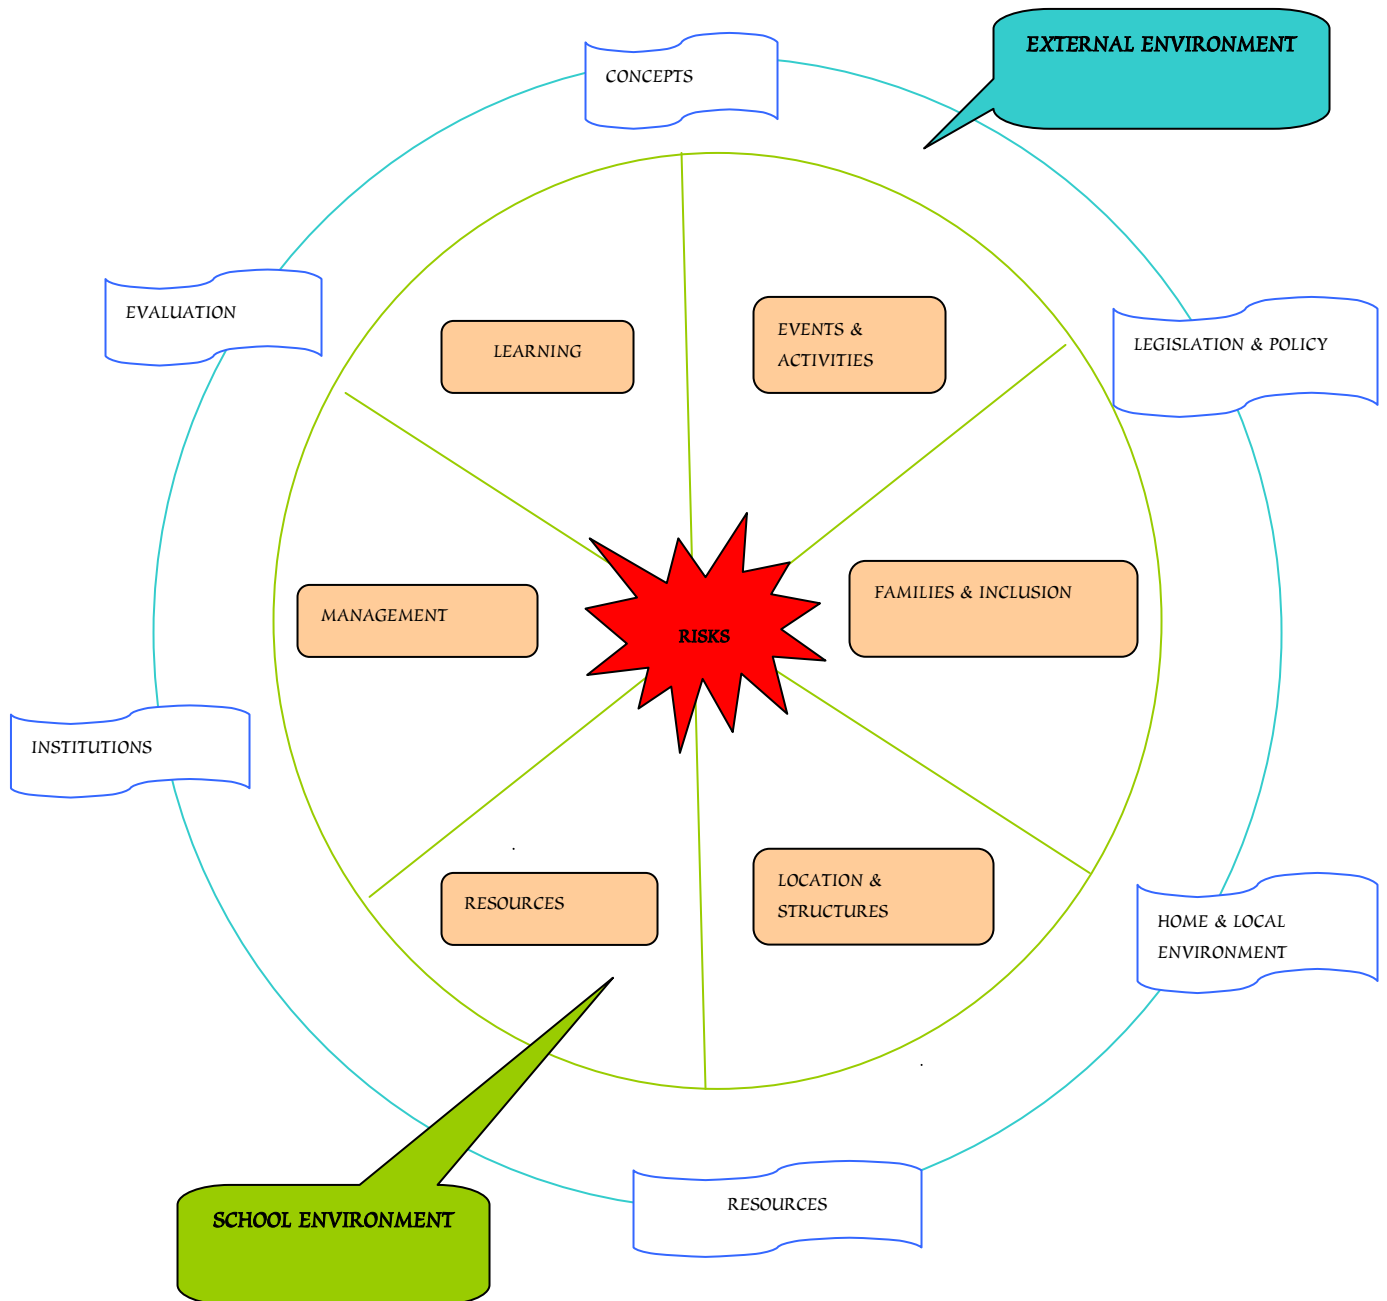 EXTERNAL ENVIRONMENT
CONCEPTS
EVALUATION
LEGISLATION & POLICY
LEARNING
EVENTS &
ACTIVITIES
MANAGEMENT
RISKS
FAMILIES & INCLUSION
INSTITUTIONS
RESOURCES
LOCATION &
STRUCTURES
HOME & LOCAL
ENVIRONMENT
SCHOOL ENVIRONMENT
RESOURCES